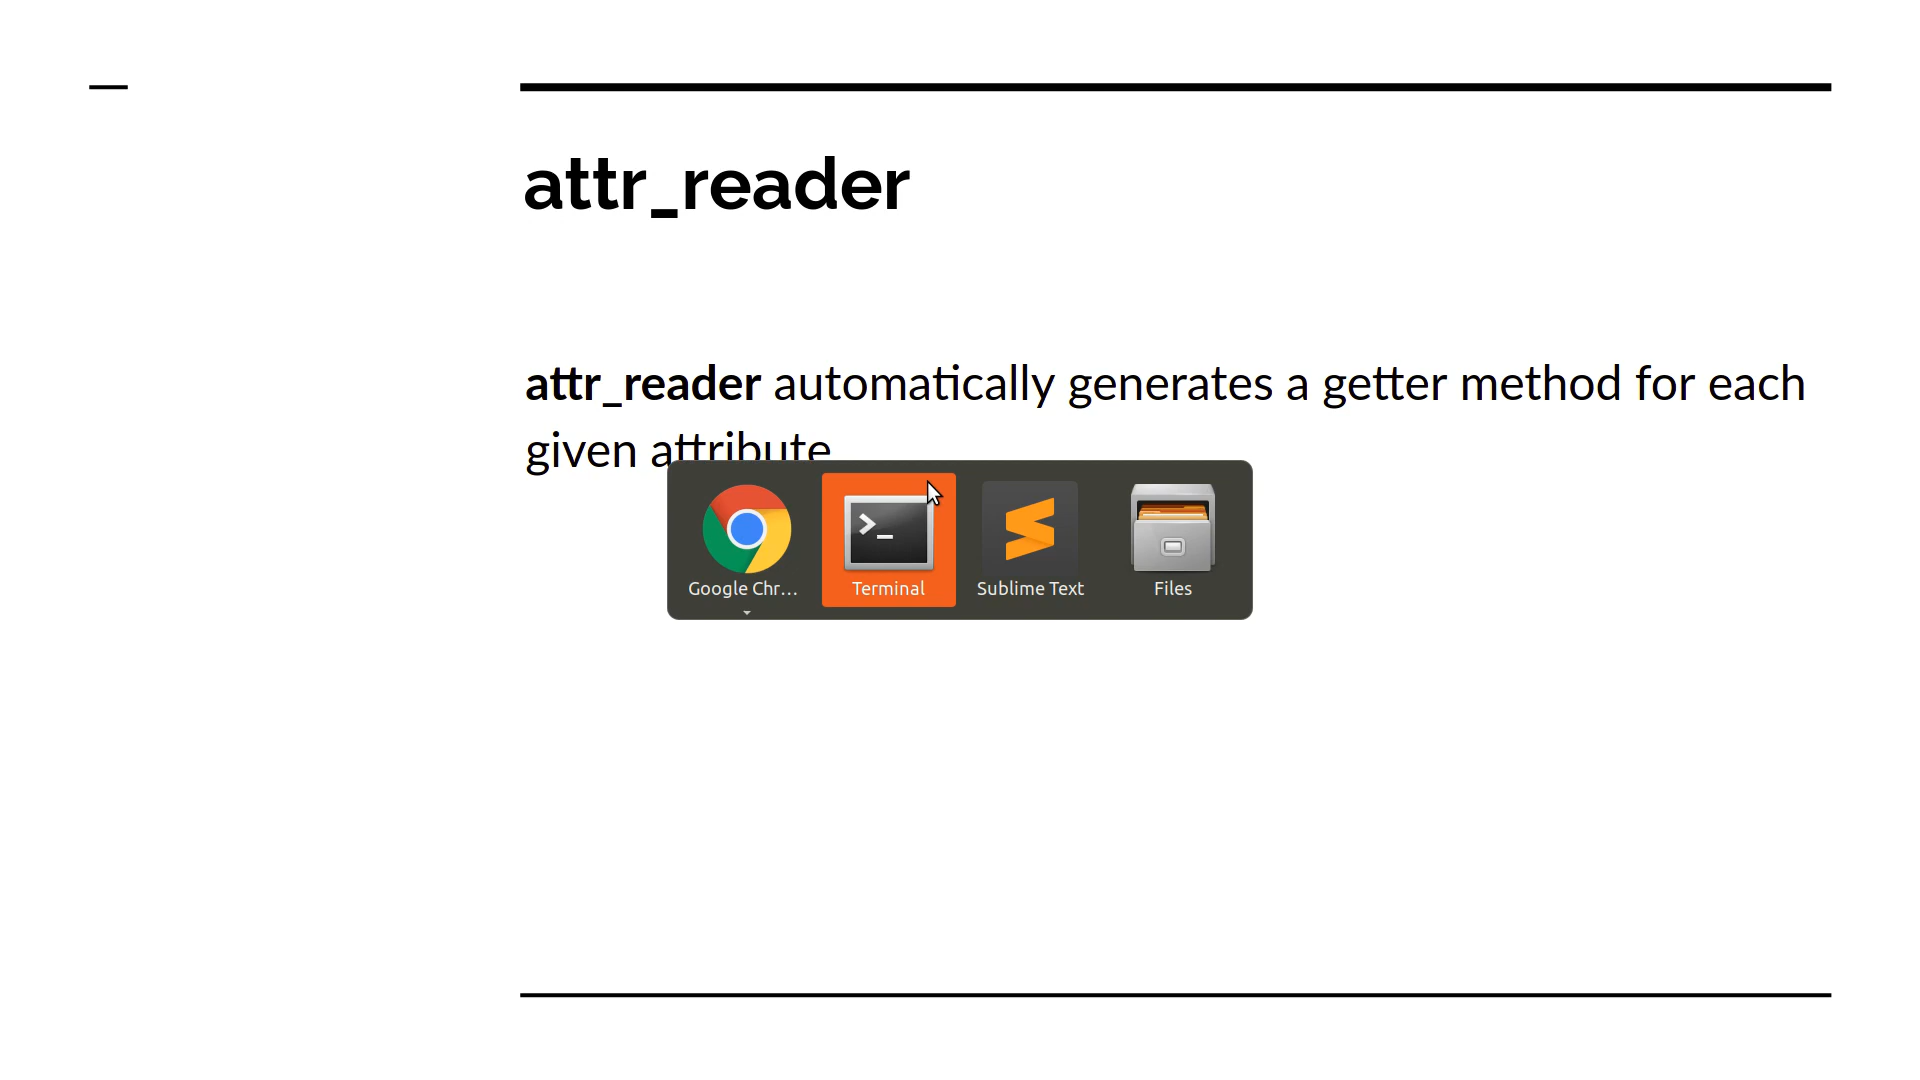 attr_reader
attr_reader automatically generates a getter method for each
given attribute
>_
Google Chr...
Terminal
Sublime Text
Files